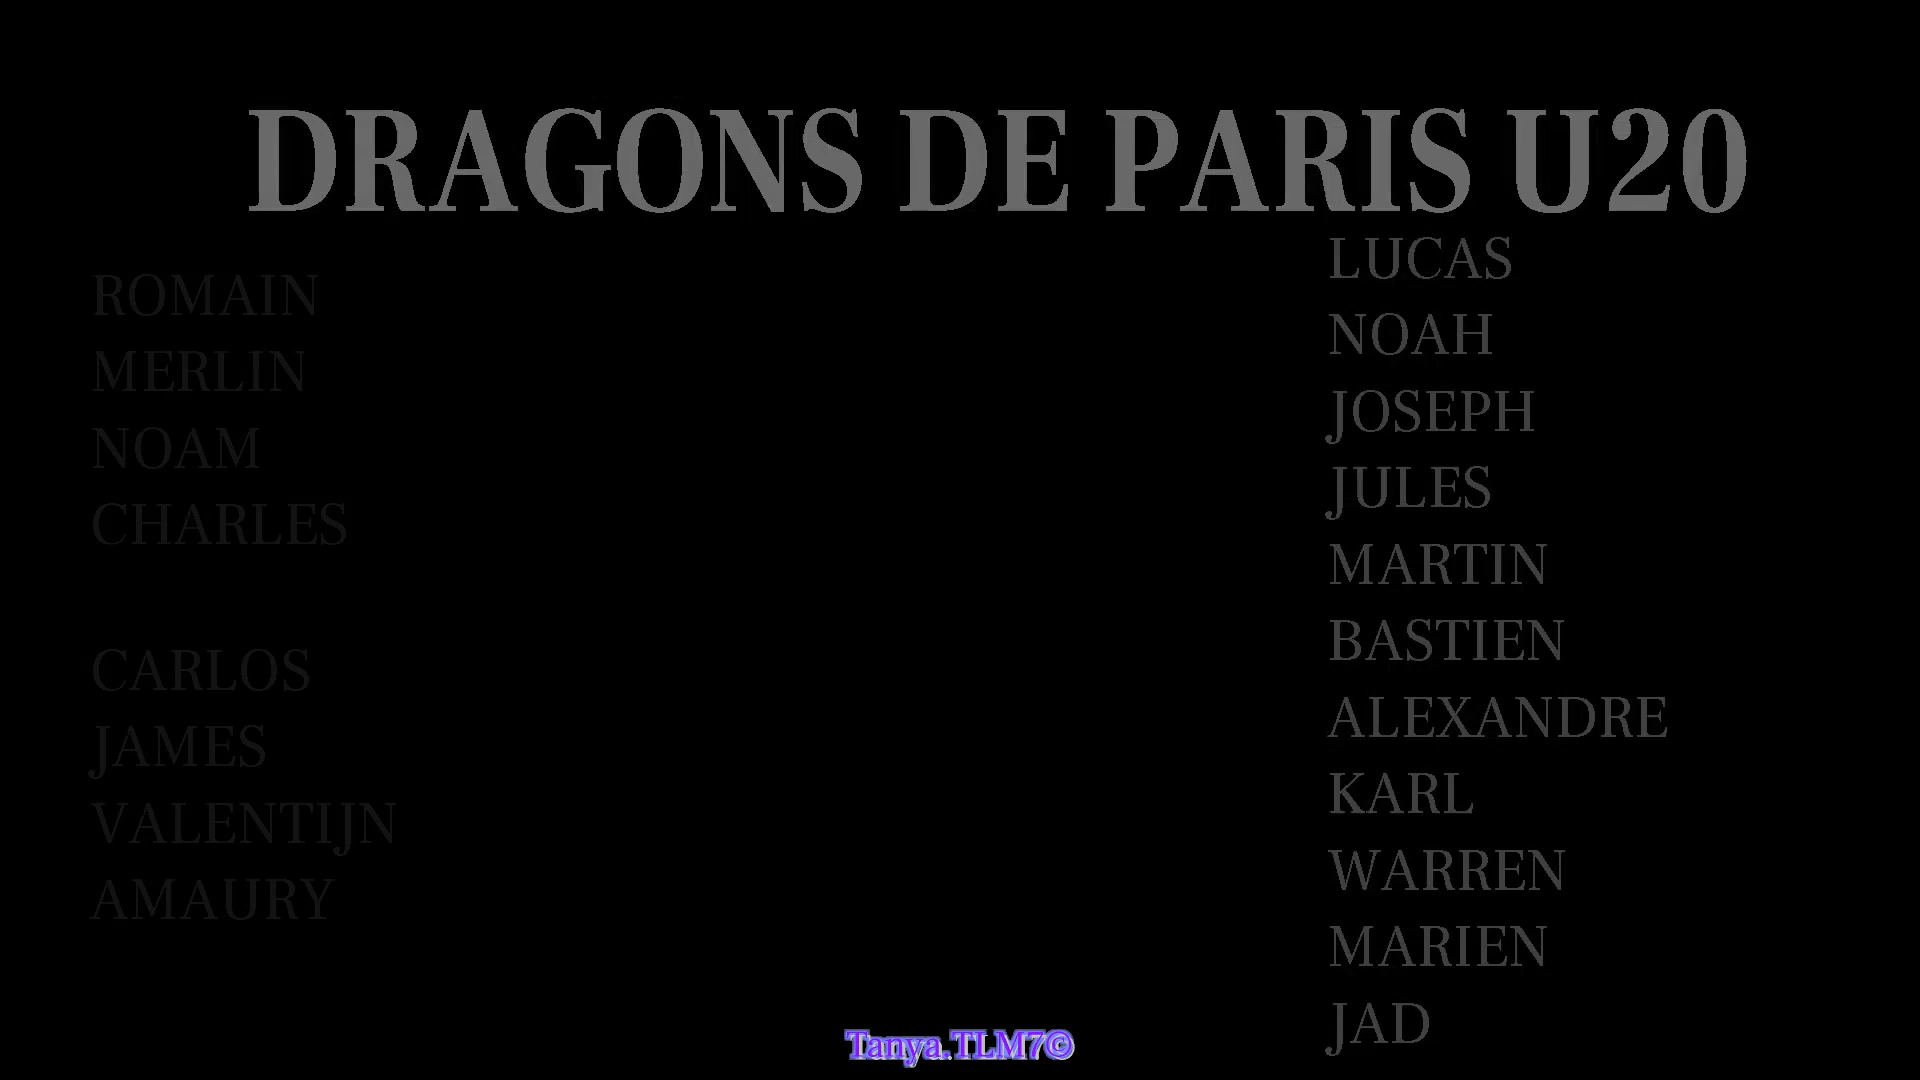 DRAGONS DE PARIS U20
ROMAIN
MERLIN
NOAM
CHARLES
CARLOS
JAMES
VALENTIJN
AMAURY
LUCAS
NOAH
JOSEPH
JULES
MARTIN
BASTIEN
ALEXANDRE
KARL
WARREN
MARIEN
JAD
Tanya.TLM7©